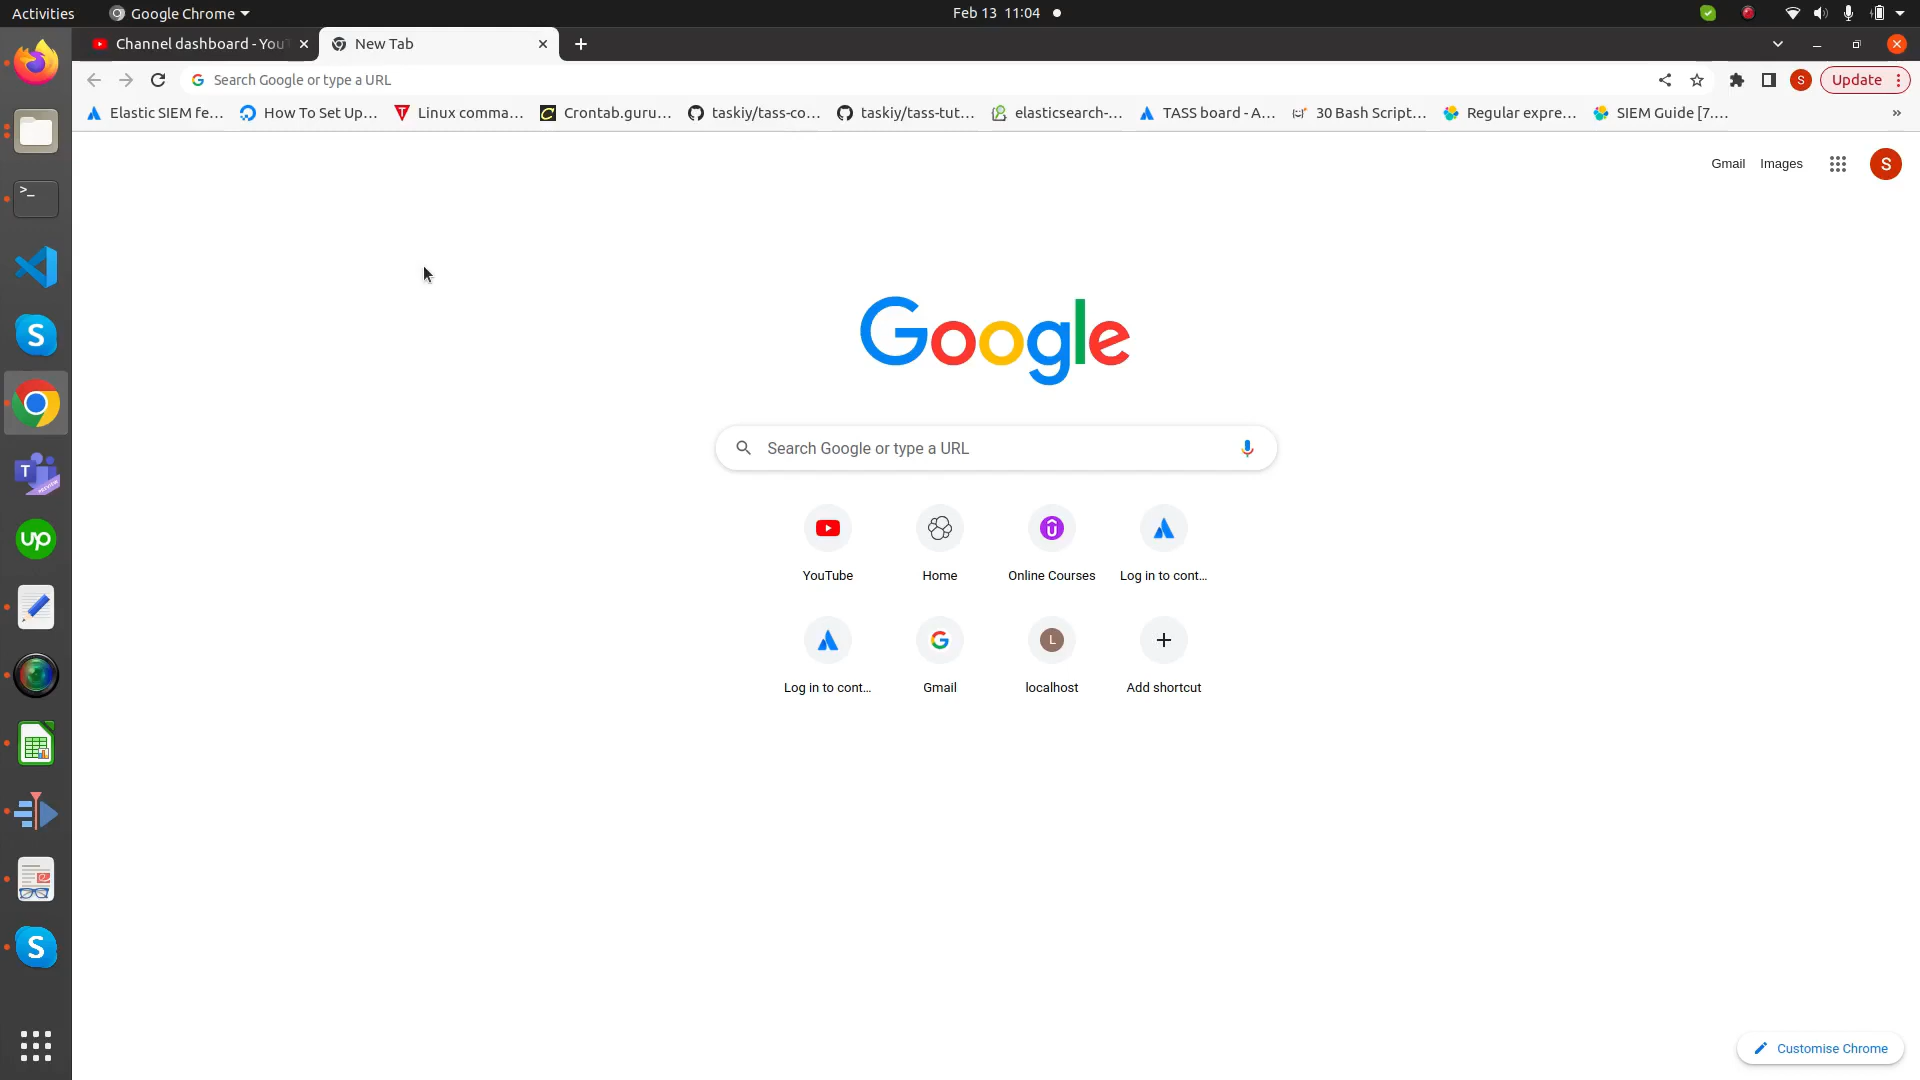 Activities
Google Chrome
Feb 13 11:04
Channel dashboard - YouT
New Tab
Search Google or type a URL
S
Update
Elastic SIEM fe...
How To Set Up...
Linux comma...
Crontab.guru...
taskiy/tass-co...
taskiy/tass-tut...
elasticsearch-...
TASS board - A...
30 Bash Script...
Regular expre...
SIEM Guide [7....
»
Gmail
Images
S
Google
Search Google or type a URL
YouTube
Home
Online Courses
Log in to cont...
L
Log in to cont...
Gmail
localhost
Add shortcut
>_
S
T
PREVIEW
up
S
Customise Chrome